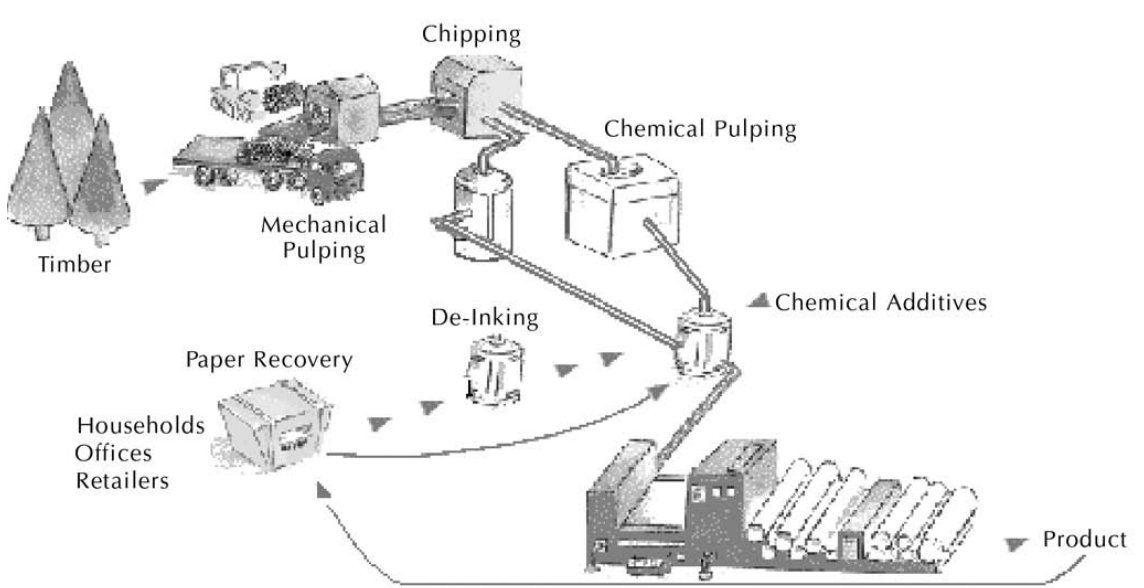 Chipping
Chemical Pulping
Mechanical
Pulping
Timber
Chemical Additives
De-Inking
Paper Recovery
Households
Offices
Retailers
Product